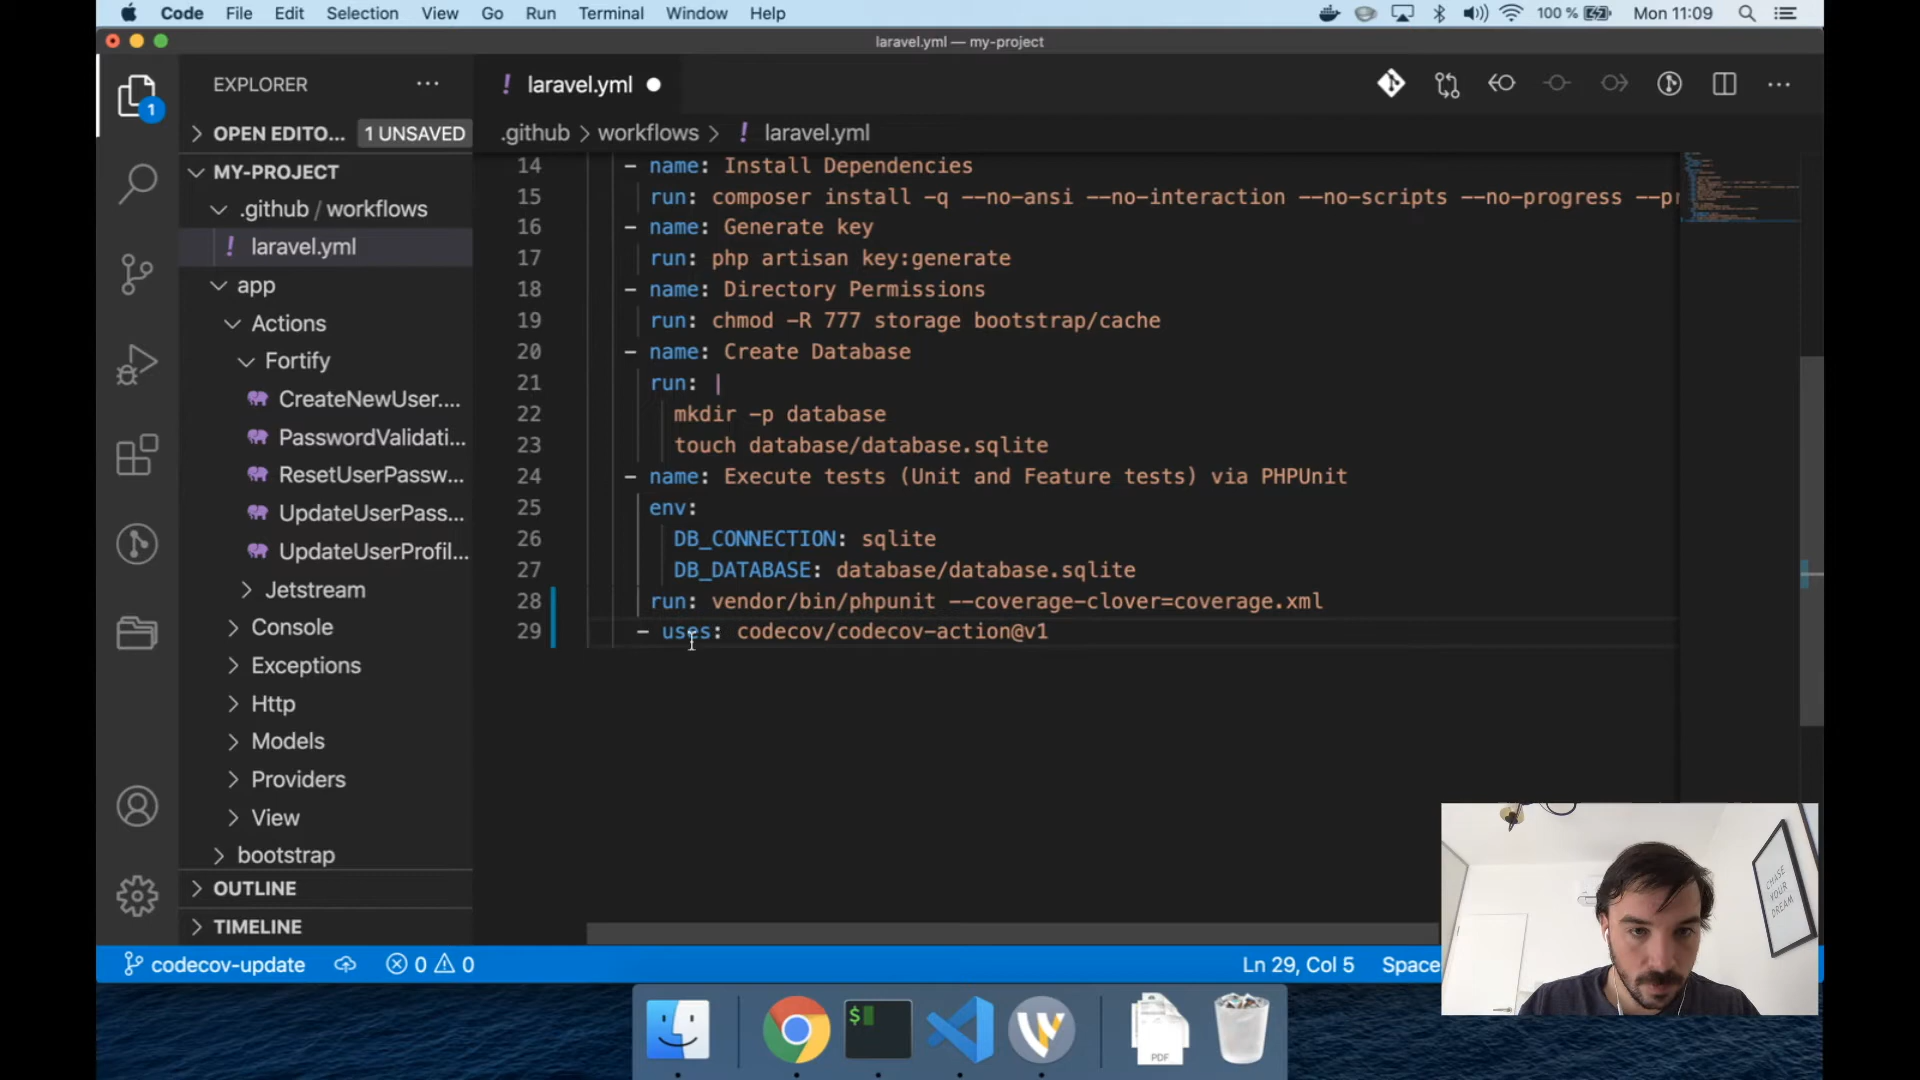 Code File Edit Selection View Go Run Terminal Window Help 100 % Mon 11:09
laravel.yml — my-project
EXPLORER
laravel.yml
OPEN EDITO... 1 UNSAVED
.github > workflows > ! laravel.yml
MY-PROJECT
.github / workflows
! laravel.yml
app
Actions
Fortify
CreateNewUser....
PasswordValidati...
ResetUserPassw...
UpdateUserPass...
UpdateUserProfil...
Jetstream
Console
Exceptions
Http
Models
Providers
View
bootstrap
OUTLINE
TIMELINE
1
14 - name: Install Dependencies
15 run: composer install -q --no-ansi --no-interaction --no-scripts --no-progress --pr
16 - name: Generate key
17 run: php artisan key:generate
18 - name: Directory Permissions
19 run: chmod -R 777 storage bootstrap/cache
20 - name: Create Database
21 run: |
22 mkdir -p database
23 touch database/database.sqlite
24 - name: Execute tests (Unit and Feature tests) via PHPUnit
25 env:
26 DB_CONNECTION: sqlite
27 DB_DATABASE: database/database.sqlite
28 run: vendor/bin/phpunit --coverage-clover=coverage.xml
29 - uses: codecov/codecov-action@v1
CHASE
YOUR
DREAM
codecov-update 0 0 Ln 29, Col 5 Space
$
PDF